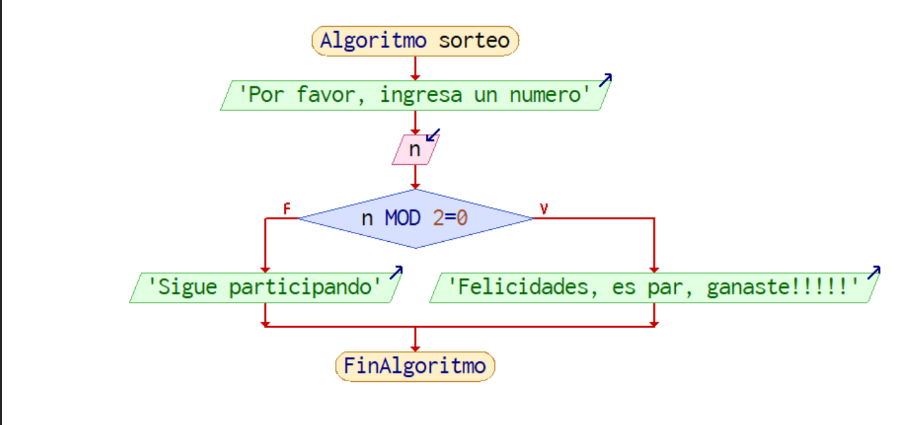 Algoritmo sorteo
'Por favor, ingresa un numero'
n
n MOD 2=0
F
V
'Sigue participando'
'Felicidades, es par, ganaste!!!!!!'
FinAlgoritmo